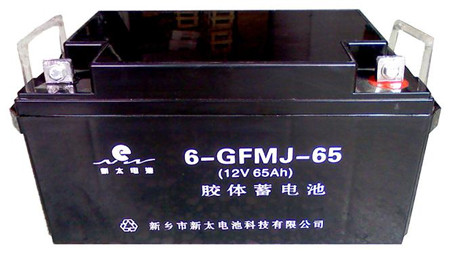 6-GFMJ-65
(12V 65Ah)
新太电池
胶体蓄电池
新乡市新太电池科技有限公司